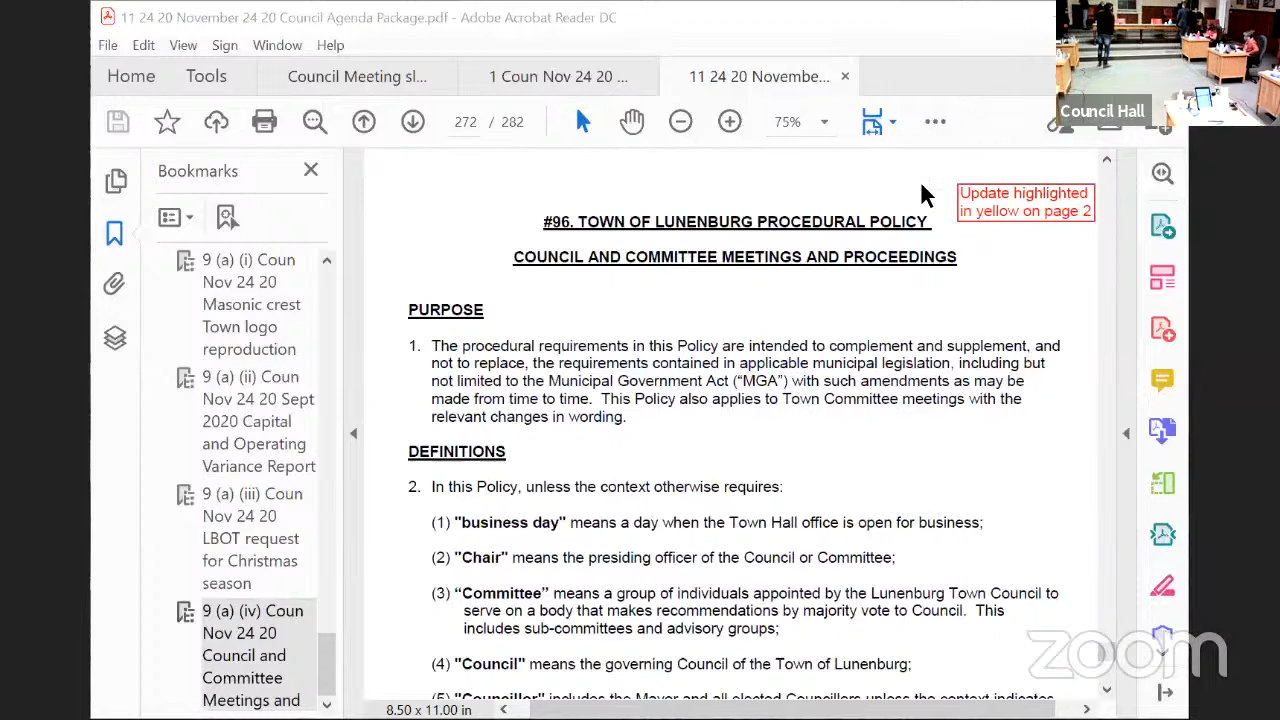 11 24 20 November 24 20 Council Agenda Package.pdf - Adobe Acrobat Reader DC
File Edit View Sign Window Help
Home Tools Council Meeting sl... 1 Coun Nov 24 20 ... 11 24 20 Novembe... ×
Council Hall
272 / 282 75%
Bookmarks
9 (a) (i) Coun
Nov 24 20
Masonic crest
Town logo
reproduction
9 (a) (ii) Coun
Nov 24 20 Sept
2020 Capital
and Operating
Variance Report
9 (a) (iii) Coun
Nov 24 20
LBOT request
for Christmas
season
9 (a) (iv) Coun
Nov 24 20
Council and
Committee
Meetings and
Update highlighted
in yellow on page 2
#96. TOWN OF LUNENBURG PROCEDURAL POLICY
COUNCIL AND COMMITTEE MEETINGS AND PROCEEDINGS
PURPOSE
1. The procedural requirements in this Policy are intended to complement and supplement, and
not to replace, the requirements contained in applicable municipal legislation, including but
not limited to the Municipal Government Act (“MGA”) with such amendments as may be
made from time to time. This Policy also applies to Town Committee meetings with the
relevant changes in wording.
DEFINITIONS
2. In this Policy, unless the context otherwise requires:
(1) "business day" means a day when the Town Hall office is open for business;
(2) "Chair" means the presiding officer of the Council or Committee;
(3) “Committee” means a group of individuals appointed by the Lunenburg Town Council to
serve on a body that makes recommendations by majority vote to Council. This
includes sub-committees and advisory groups;
(4) "Council" means the governing Council of the Town of Lunenburg;
(5) "Councillor" includes the Mayor and all elected Councillors unless the context indicates
8.50 x 11.00 in
zoom